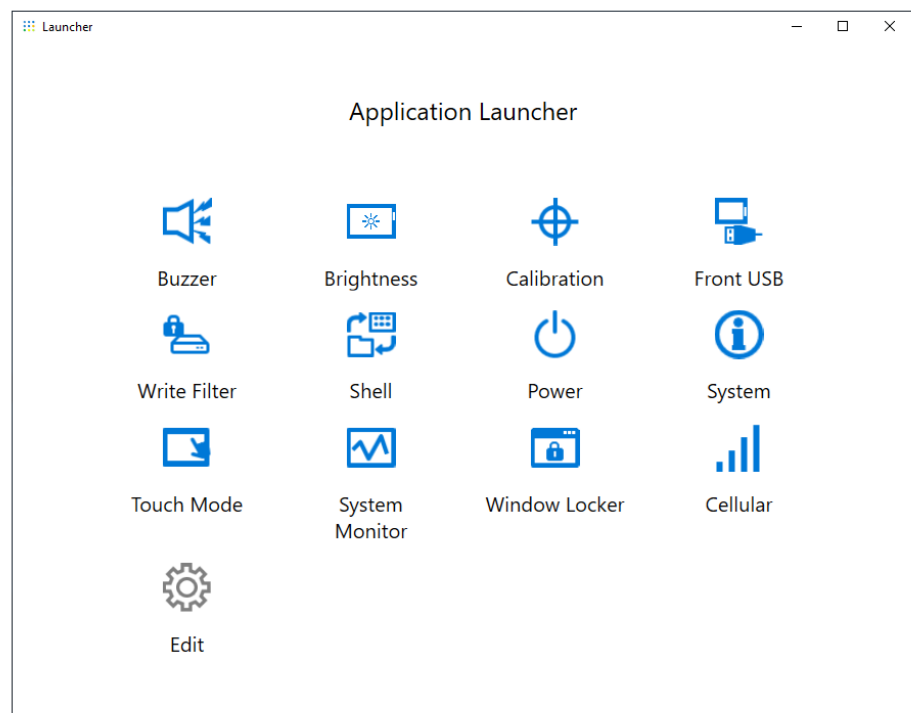 Launcher
Application Launcher
Buzzer
Brightness
Calibration
Front USB
Write Filter
Shell
Power
System
Touch Mode
System
Monitor
Window Locker
Cellular
Edit